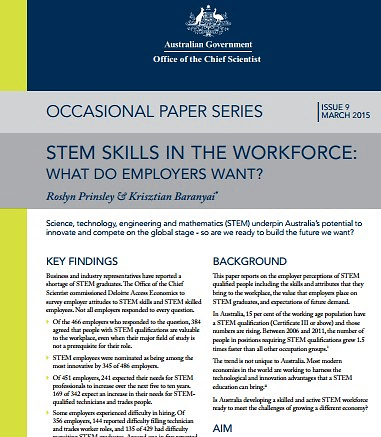 Australian Government
Office of the Chief Scientist
OCCASIONAL PAPER SERIES
ISSUE 9
MARCH 2015
STEM SKILLS IN THE WORKFORCE:
WHAT DO EMPLOYERS WANT?
Roslyn Prinsley & Krisztian Baranyai*
Science, technology, engineering and mathematics (STEM) underpin Australia's potential to
innovate and compete on the global stage - so are we ready to build the future we want?
KEY FINDINGS
Business and industry representatives have reported a
shortage of STEM graduates. The Office of the Chief
Scientist commissioned Deloitte Access Economics to
survey employer attitudes to STEM skills and STEM skilled
employees. Not all employers responded to every question.
Of the 466 employers who responded to the question, 384
agreed that people with STEM qualifications are valuable
to the workplace, even when their major field of study is
not a prerequisite for their role.
STEM employees were nominated as being among the
most innovative by 345 of 486 employers.
Of 451 employers, 241 expected their needs for STEM
professionals to increase over the next five to ten years.
169 of 342 expect an increase in their needs for STEM-
qualified technicians and trades people.
Some employers experienced difficulty in hiring. Of
356 employers, 144 reported difficulty filling technician
and trades worker roles, and 135 of 429 had difficulty
BACKGROUND
This paper reports on the employer perceptions of STEM
qualified people including the skills and attributes that they
bring to the workplace, the value that employers place on
STEM graduates, and expectations of future demand.
In Australia, 15 per cent of the working age population have
a STEM qualification (Certificate III or above) and those
numbers are rising. Between 2006 and 2011, the number of
people in positions requiring STEM qualifications grew 1.5
times faster than all other occupation groups.
The trend is not unique to Australia. Most modern
economies in the world are working to harness the
technological and innovation advantages that a STEM
education can bring.
Is Australia developing a skilled and active STEM workforce
ready to meet the challenges of growing a different economy?
AIM